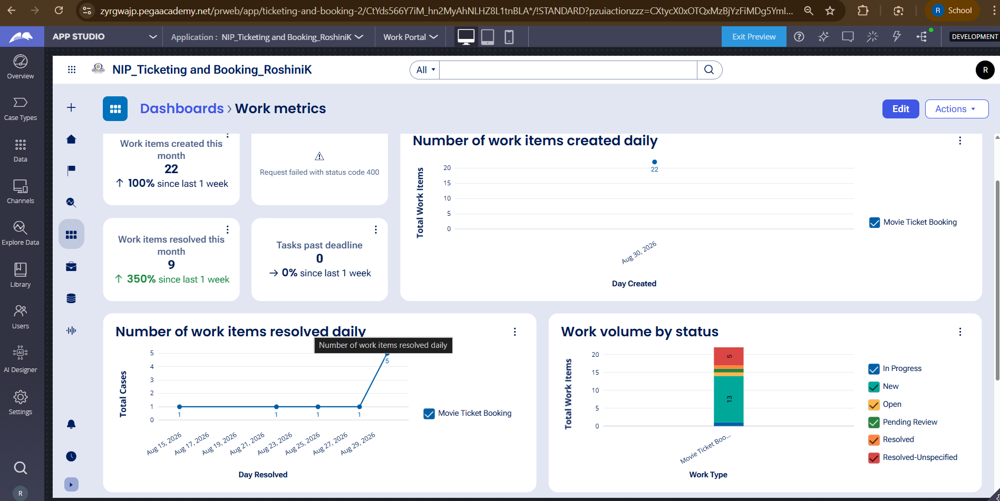 zyrgwajp.pegaacademy.net/prweb/app/ticketing-and-booking-2/CtYds566Y7iM_hn2MyAhNLHZ8L1tnBLA*/!STANDARD?pzuiactionzzz=CXtycX0xOTQxMzBjYzFiMDg5YmI...
R School
APP STUDIO
Application : NIP_Ticketing and Booking_RoshiniK
Work Portal
Exit Preview
DEVELOPMENT
Overview
Case Types
Data
Channels
Explore Data
Library
Users
AI
AI Designer
Settings
R
NIP_Ticketing and Booking_RoshiniK
All
R
Dashboards › Work metrics
Edit
Actions
Work items created this
month
22
↑ 100% since last 1 week
Request failed with status code 400
Work items resolved this
month
9
↑ 350% since last 1 week
Tasks past deadline
0
→ 0% since last 1 week
Number of work items created daily
Total Work Items
20
15
10
5
0
22
Aug 30, 2026
Day Created
Movie Ticket Booking
Number of work items resolved daily
Number of work items resolved daily
Total Cases
5
4
3
2
1
0
1
1
1
1
5
Aug 15, 2026
Aug 17, 2026
Aug 19, 2026
Aug 21, 2026
Aug 23, 2026
Aug 25, 2026
Aug 27, 2026
Aug 29, 2026
Day Resolved
Movie Ticket Booking
Work volume by status
Total Work Items
20
15
10
5
0
5
13
Movie Ticket Boo...
Work Type
In Progress
New
Open
Pending Review
Resolved
Resolved-Unspecified